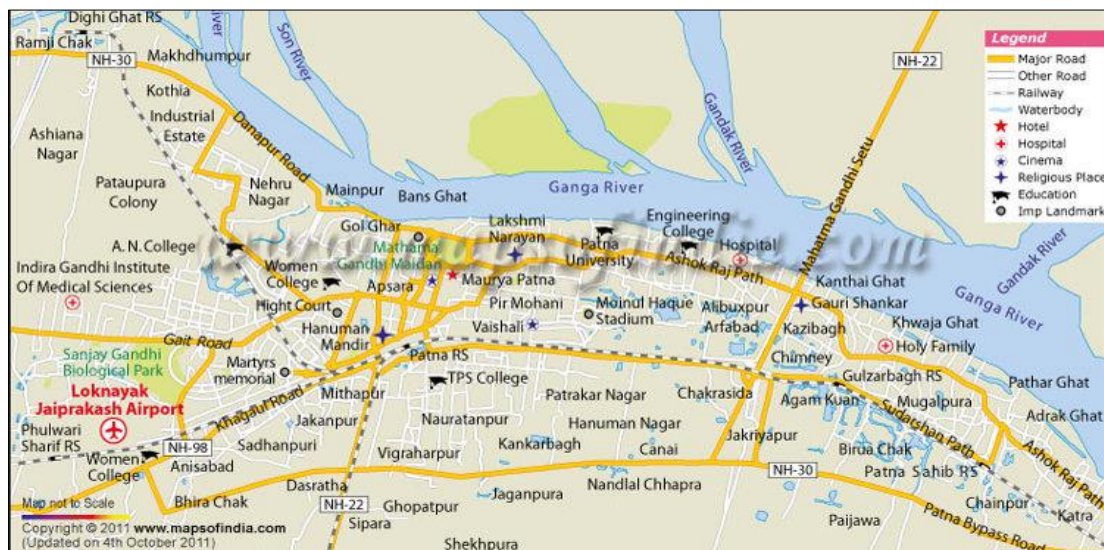 Dighi Ghat RS
Ramji Chak
NH-30
Makhdhumpur
River
Son River
Gandak River
NH-22
Legend
Major Road
Other Road
Railway
Waterbody
Hotel
Hospital
Cinema
Religious Place
Education
Imp Landmark
Kothia
Industrial
Estate
Danapur Road
Ashiana
Nagar
Pataupura
Colony
Nehru
Nagar
Mainpur
Bans Ghat
Ganga River
Mahatma Gandhi Setu
Gandak River
Ganga River
Gol Ghar
Lakshmi
Narayan
Engineering
College
Hospital
Patna
University
Ashok Raj Path
www.mapsofindia.com
A. N. College
Mathama
Gandhi Maidan
Women
College
Apsara
Maurya Patna
Indira Gandhi Institute
Of Medical Sciences
Hight Court
Pir Mohani
Moinul Haque
Stadium
Alibuxpur
Arfabad
Kanthai Ghat
Gauri Shankar
Kazibagh
Khwaja Ghat
Holy Family
Hanuman
Mandir
Vaishali
Gait Road
Patna RS
Chimney
Gulzarbagh RS
Pathar Ghat
Sanjay Gandhi
Biological Park
Martyrs
memorial
Mithapur
TPS College
Patrakar Nagar
Chakrasida
Agam Kuan
Mugalpura
Adrak Ghat
Loknayak
Jaiprakash Airport
Khagaul Road
Jakanpur
Nauratanpur
Hanuman Nagar
Jakriyapur
Sudarshan Path
Phulwari
Sharif RS
NH-98
Sadhanpuri
Vigraharpur
Kankarbagh
Canai
Birua Chak
Ashok Raj Path
Women
College
Anisabad
NH-30
Patna Sahib RS
Bhira Chak
Dasratha
Jaganpura
Nandlal Chhapra
Chainpur
Katra
NH-22
Ghopatpur
Sipara
Shekhpura
Paijawa
Patna Bypass Road
Map not to Scale
Copyright © 2011 www.mapsofindia.com
(Updated on 4th October 2011)